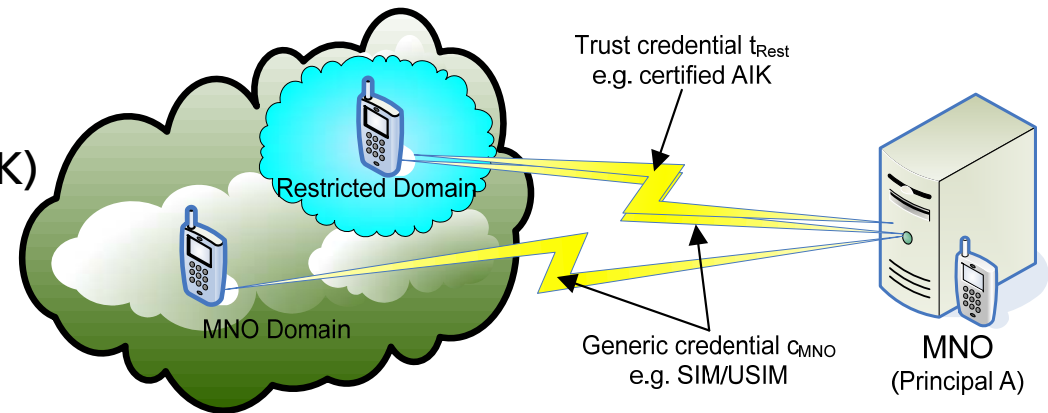 Trust credential tRest
e.g. certified AIK
K)
Restricted Domain
MNO Domain
Generic credential cMNO
e.g. SIM/USIM
MNO
(Principal A)